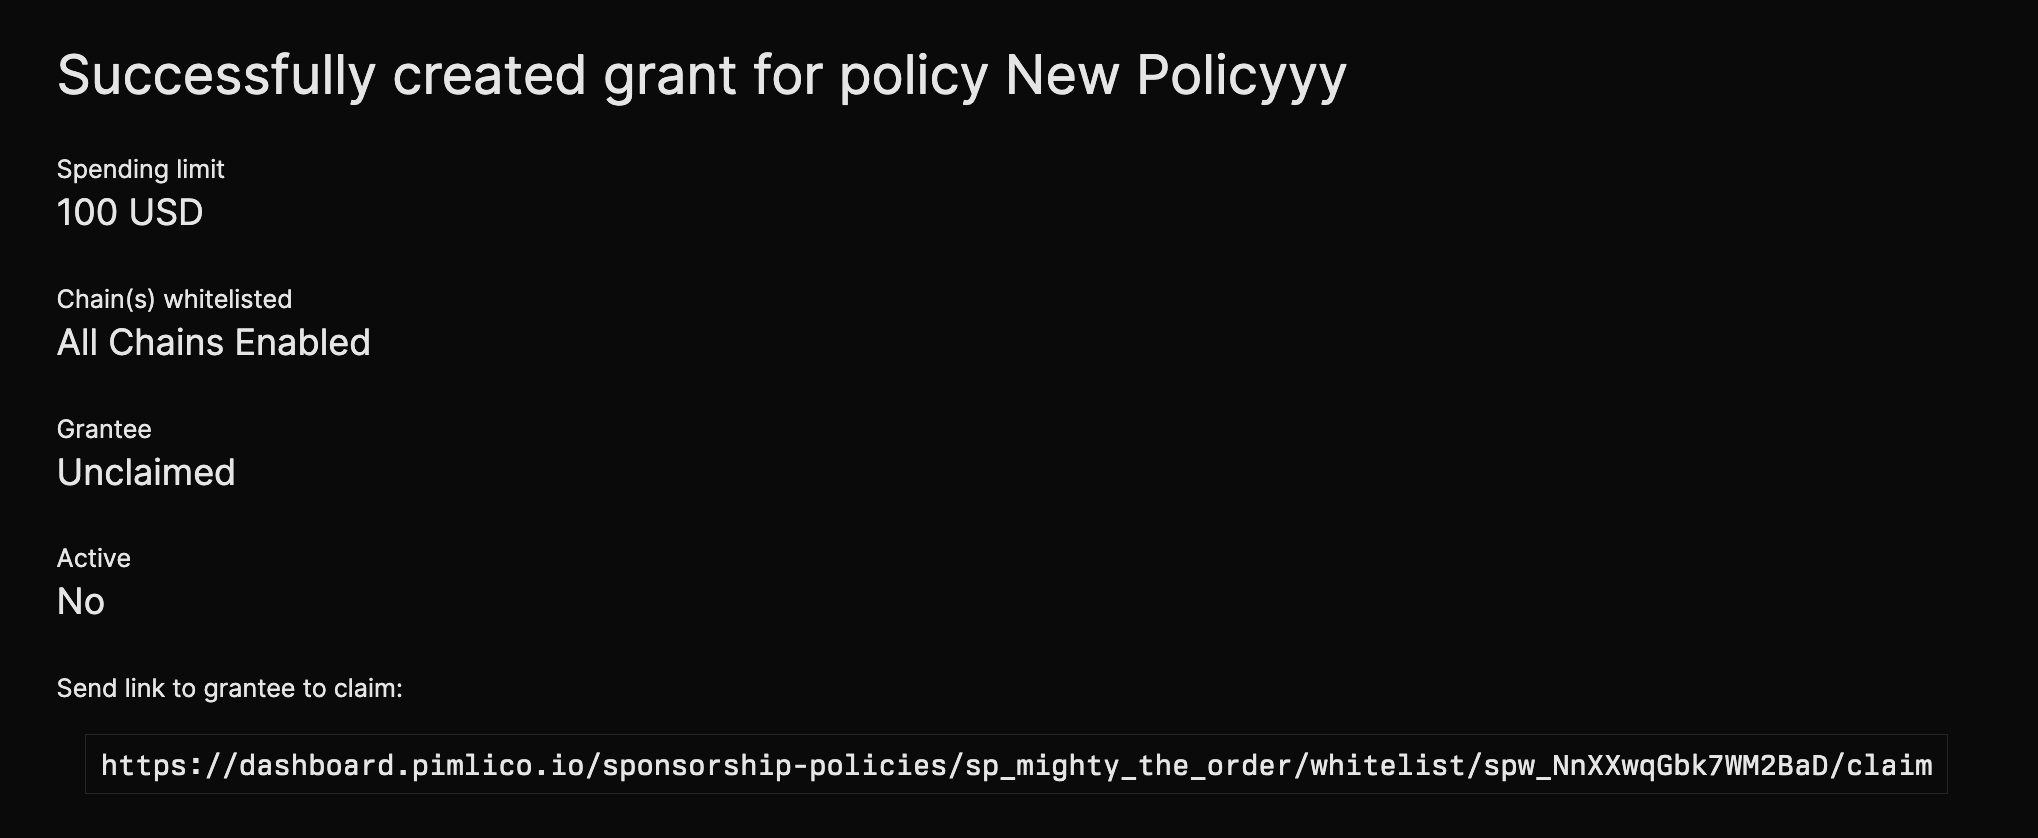 Successfully created grant for policy New Policyyy
Spending limit
100 USD
Chain(s) whitelisted
All Chains Enabled
Grantee
Unclaimed
Active
No
Send link to grantee to claim:
https://dashboard.pimlico.io/sponsorship-policies/sp_mighty_the_order/whitelist/spw_NnXXwqGbk7WM2BaD/claim